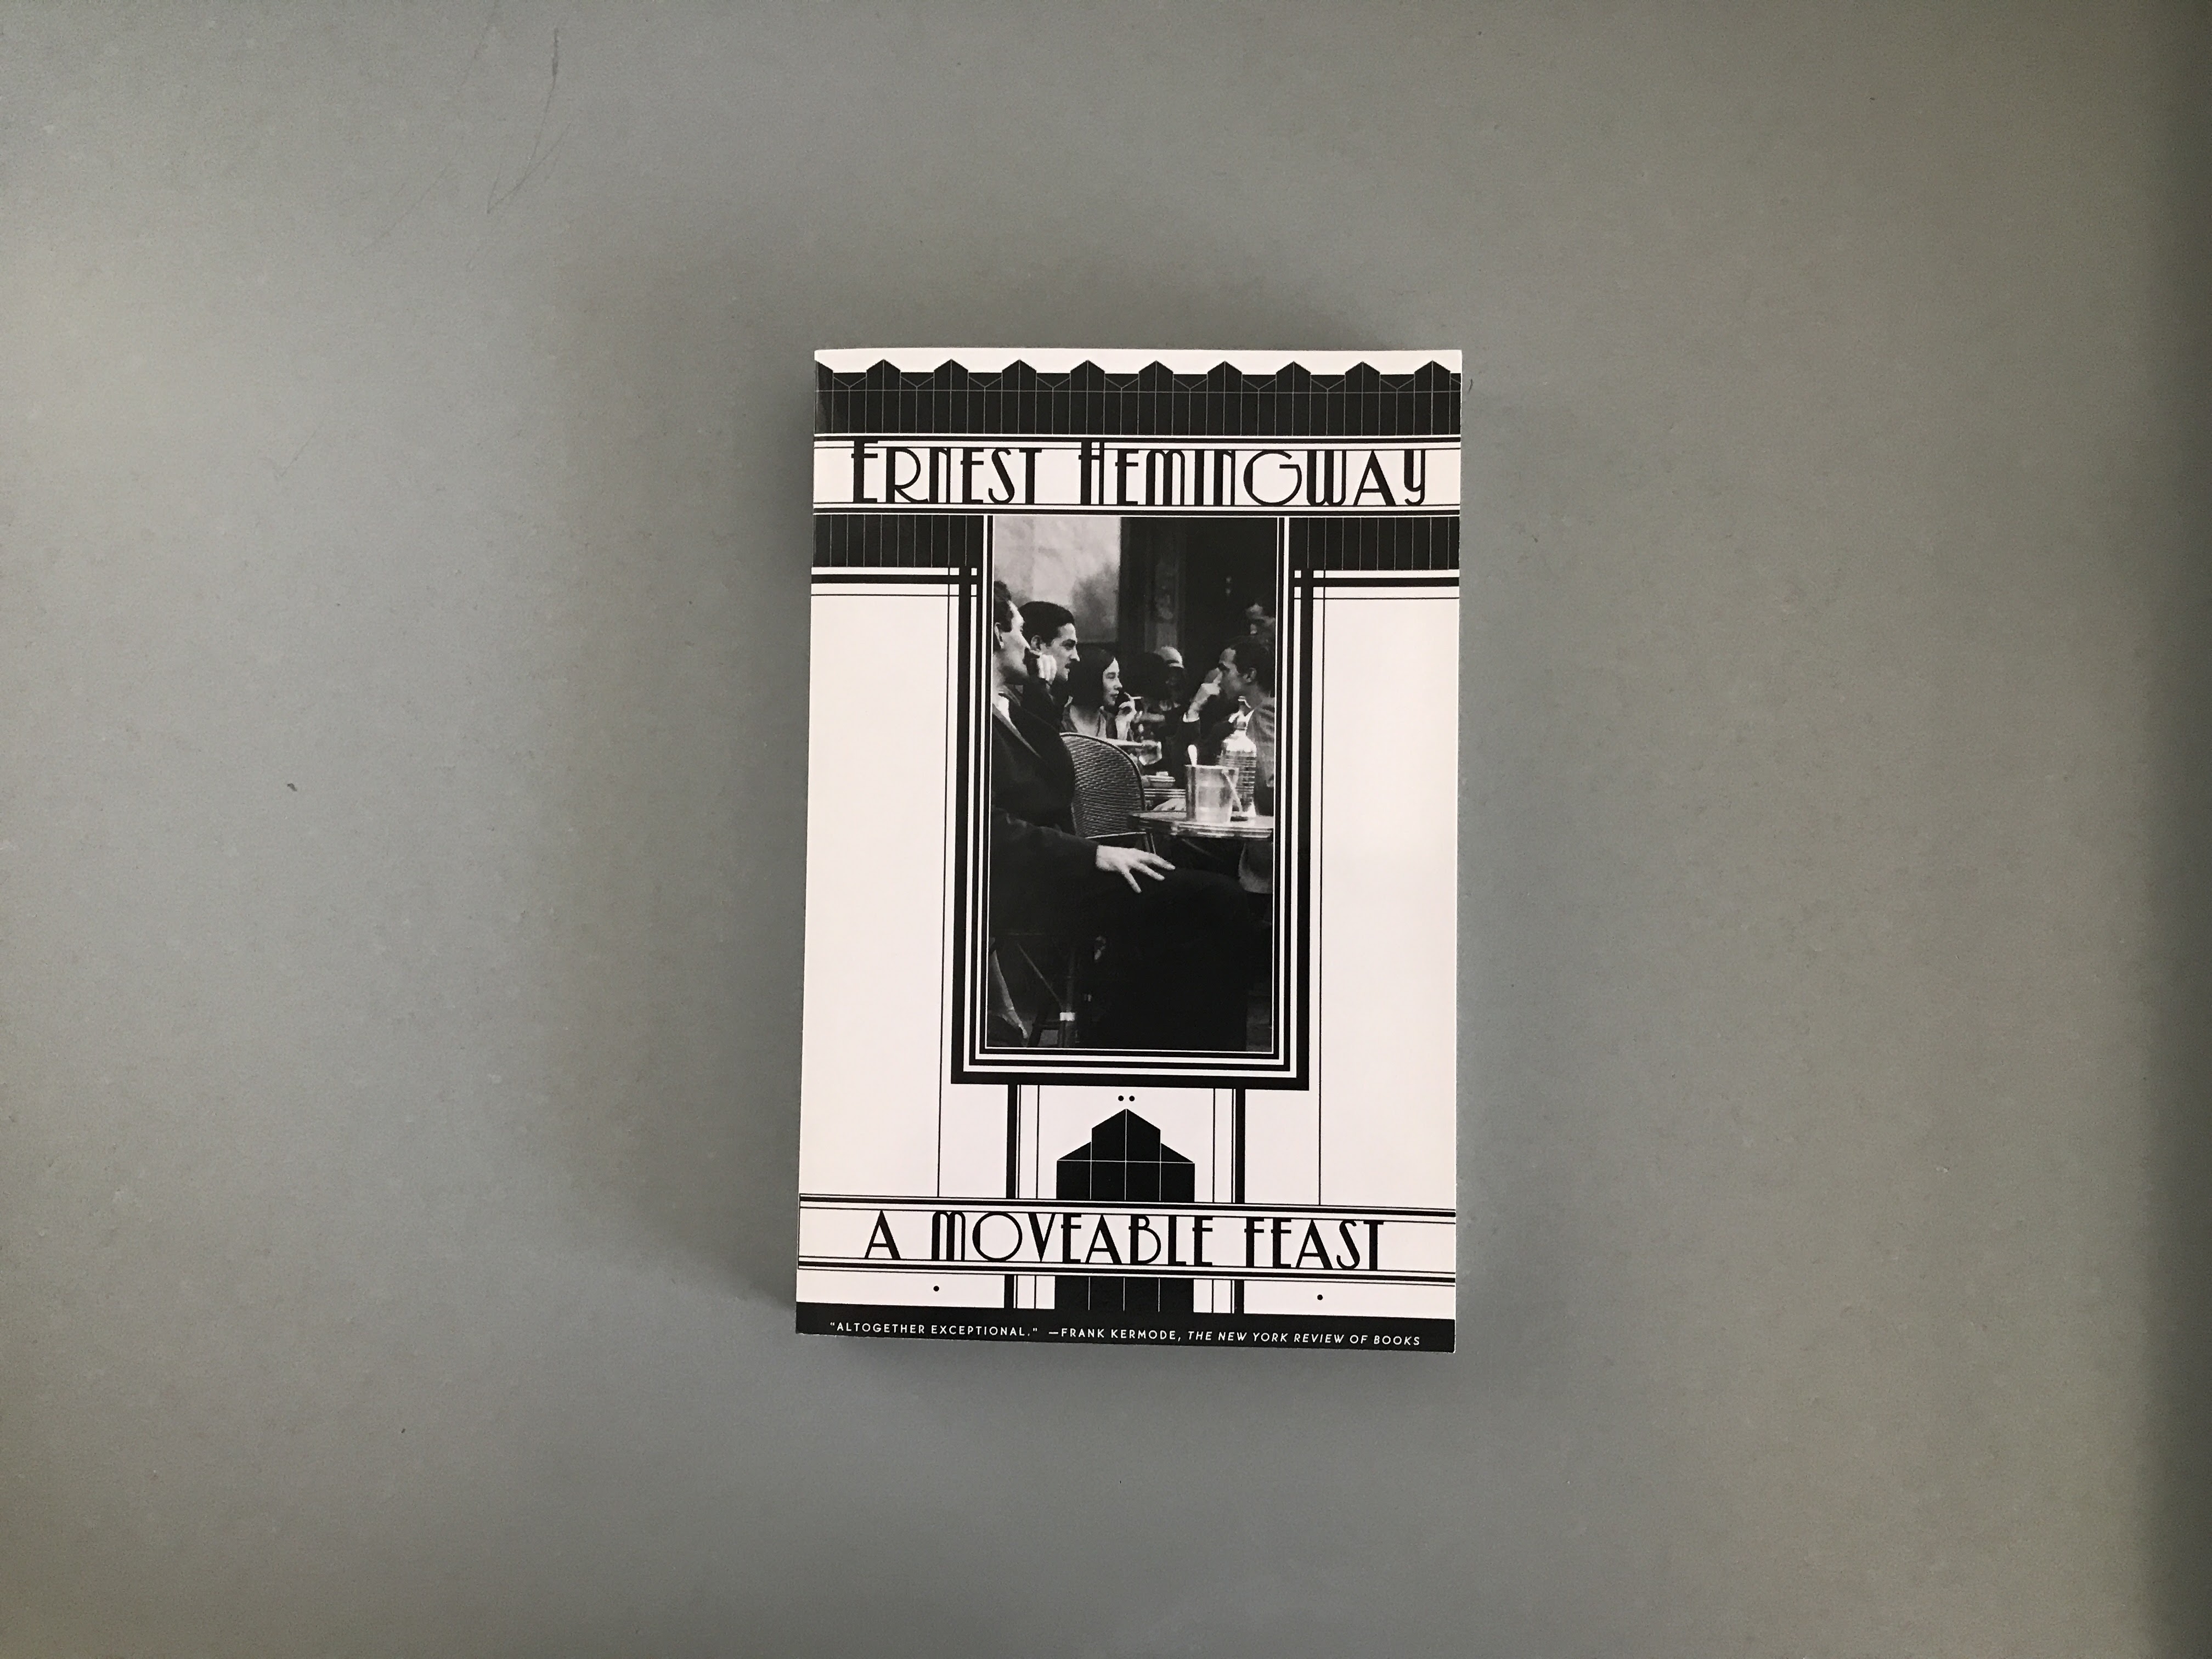 ERNEST HEMINGWAY
A MOVEABLE FEAST
"ALTOGETHER EXCEPTIONAL." —FRANK KERMODE, THE NEW YORK REVIEW OF BOOKS